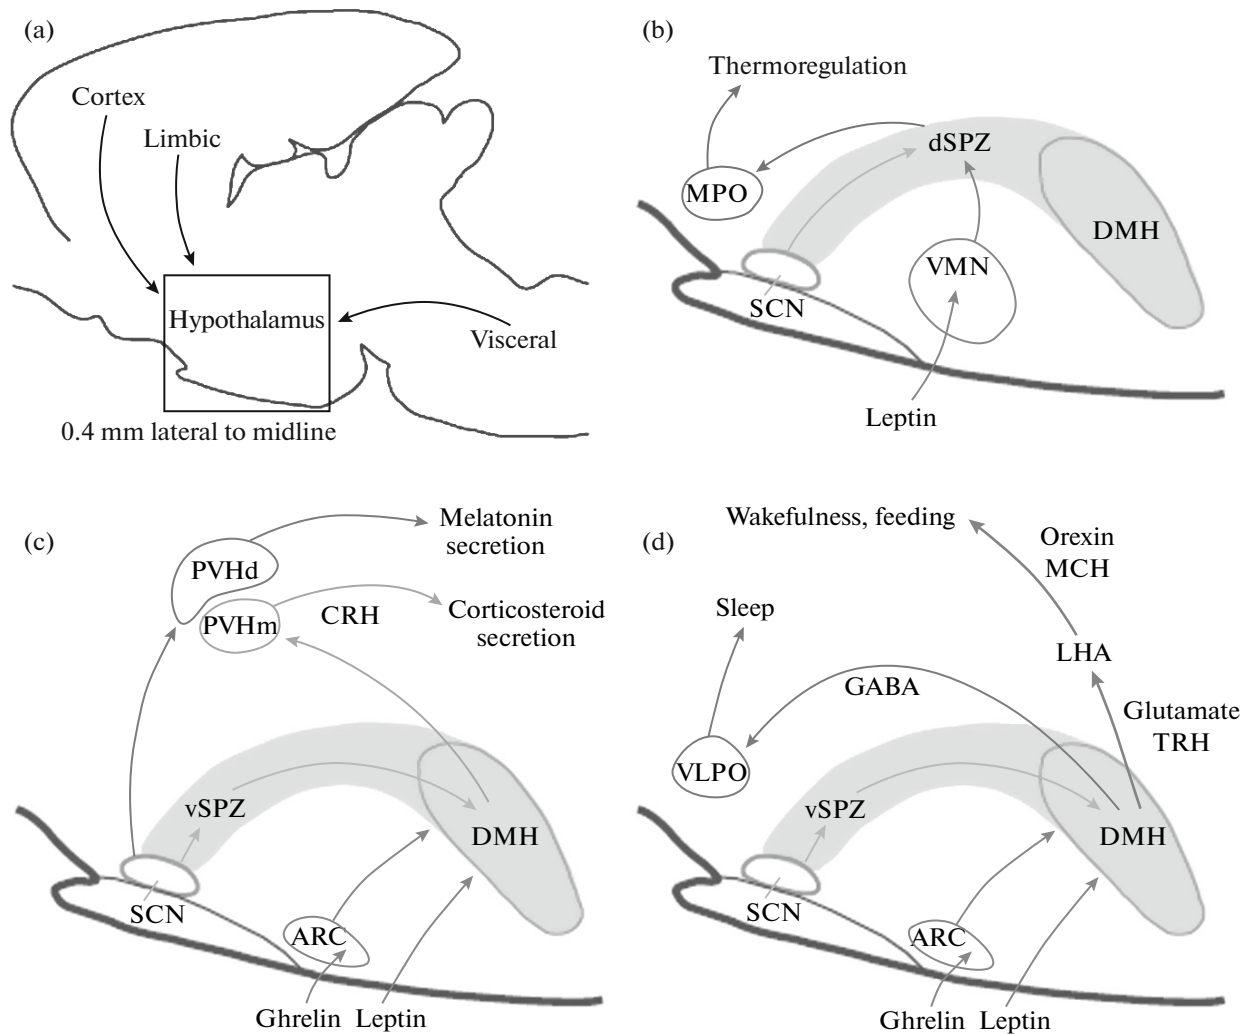 (a)
Cortex
Limbic
Hypothalamus
Visceral
0.4 mm lateral to midline
(b)
Thermoregulation
dSPZ
MPO
DMH
VMN
SCN
Leptin
(c)
Melatonin
secretion
PVHd
PVHm
CRH
Corticosteroid
secretion
vSPZ
DMH
SCN
ARC
Ghrelin Leptin
(d)
Wakefulness, feeding
Orexin
MCH
Sleep
LHA
GABA
Glutamate
TRH
VLPO
vSPZ
DMH
SCN
ARC
Ghrelin Leptin